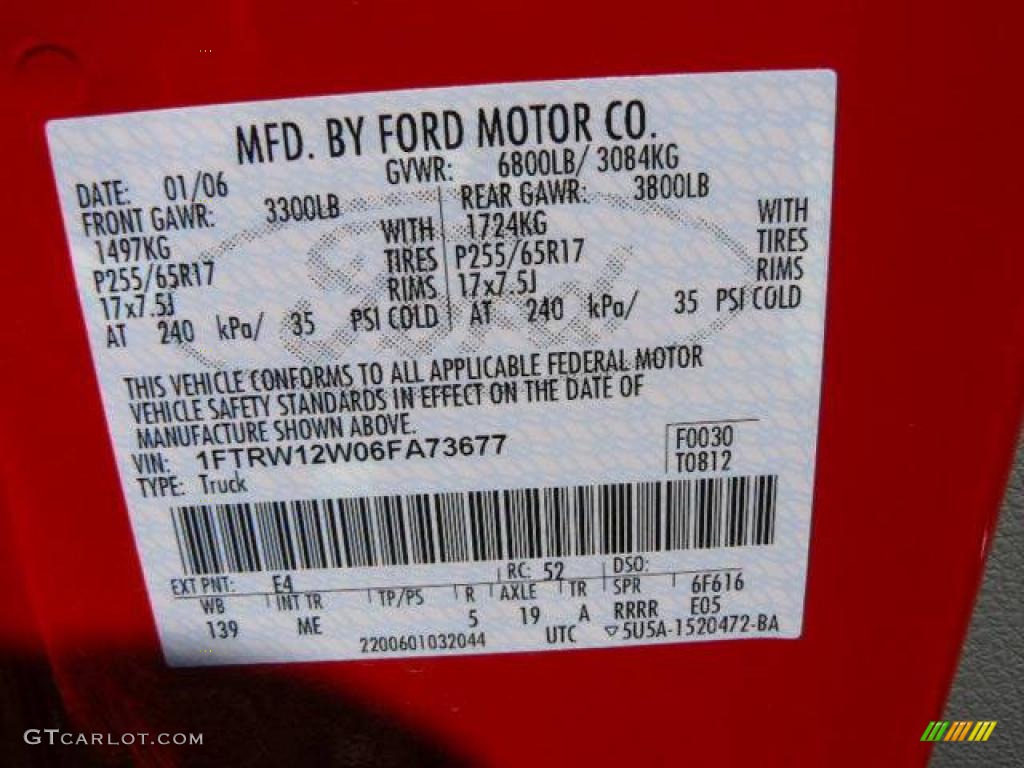 MFD. BY FORD MOTOR CO.
DATE: 01/06 GVWR: 6800LB/ 3084KG
FRONT GAWR: 3300LB REAR GAWR: 3800LB
1497KG WITH 1724KG WITH
P255/65R17 TIRES P255/65R17 TIRES
17x7.5J RIMS 17x7.5J RIMS
AT 240 kPa/ 35 PSI COLD AT 240 kPa/ 35 PSI COLD
Ford
THIS VEHICLE CONFORMS TO ALL APPLICABLE FEDERAL MOTOR
VEHICLE SAFETY STANDARDS IN EFFECT ON THE DATE OF
MANUFACTURE SHOWN ABOVE.
VIN: 1FTRW12W06FA73677 F0030
TYPE: Truck T0812
EXT PNT: E4 RC: 52 DSO:
WB INT TR TP/PS R AXLE TR SPR 6F616
139 ME 5 19 A RRRR E05
2200601032044 UTC ▽5U5A-1520472-BA
GTCARLOT.COM